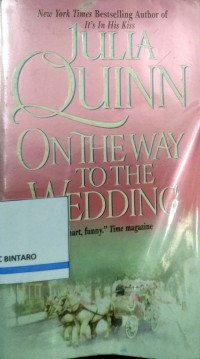 New York Times Bestselling Author of
It's In His Kiss
JULIA
QUINN
ON THE WAY
TO THE
WEDDING
art, funny." Time magazine
C BINTARO